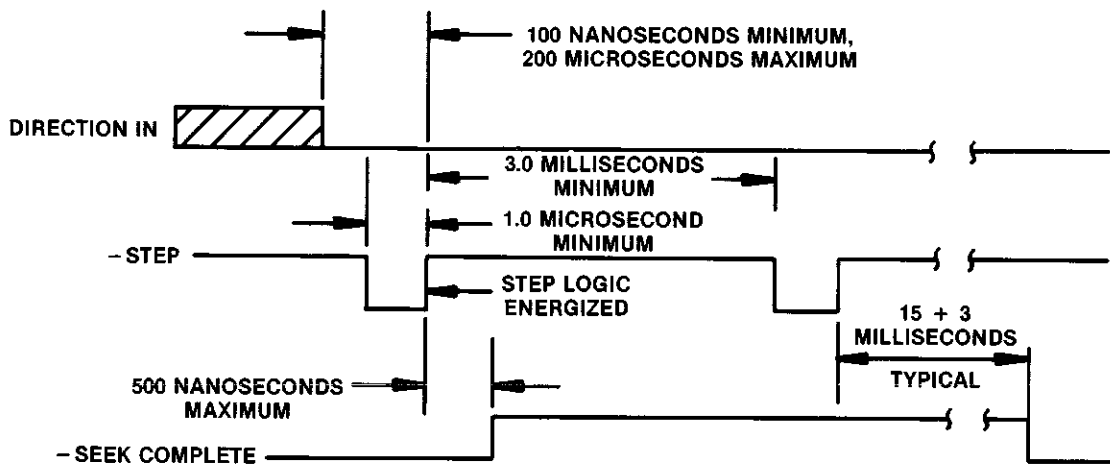 100 NANOSECONDS MINIMUM,
200 MICROSECONDS MAXIMUM
DIRECTION IN
3.0 MILLISECONDS
MINIMUM
1.0 MICROSECOND
MINIMUM
– STEP
STEP LOGIC
ENERGIZED
15 + 3
MILLISECONDS
TYPICAL
500 NANOSECONDS
MAXIMUM
– SEEK COMPLETE